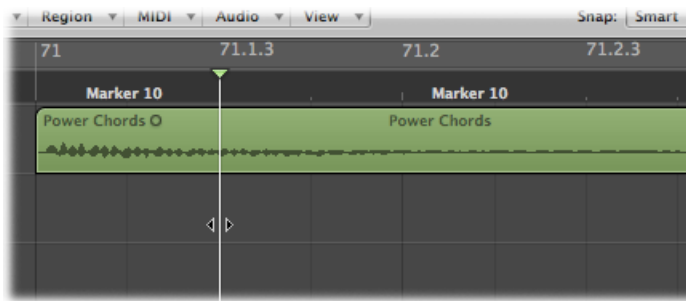 Region MIDI Audio View Snap: Smart
71 71.1.3 71.2 71.2.3
Marker 10 Marker 10
Power Chords O Power Chords